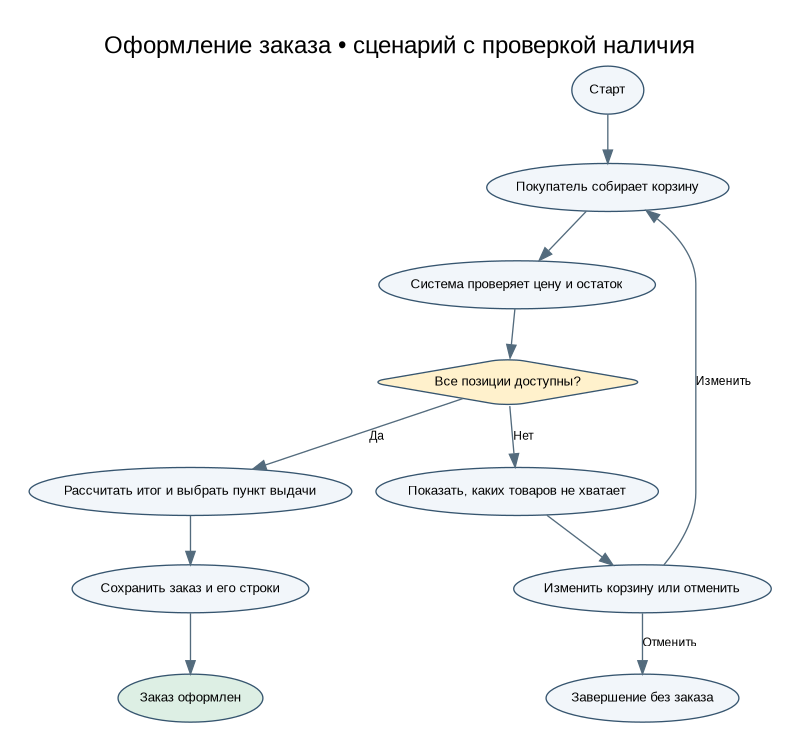 Оформление заказа • сценарий с проверкой наличия
Старт
Покупатель собирает корзину
Система проверяет цену и остаток
Все позиции доступны?
Изменить
Да
Нет
Рассчитать итог и выбрать пункт выдачи
Показать, каких товаров не хватает
Сохранить заказ и его строки
Изменить корзину или отменить
Отменить
Заказ оформлен
Завершение без заказа